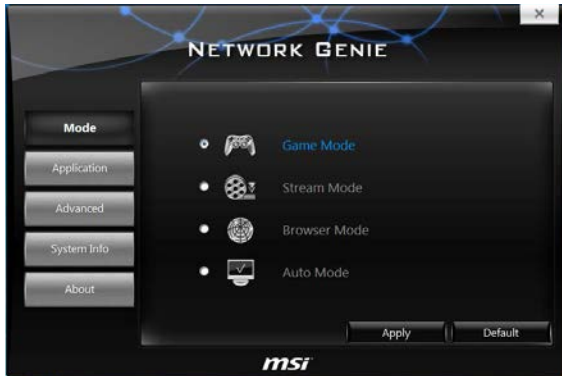 NETWORK GENIE
Mode
Application
Advanced
System Info
About
Game Mode
Stream Mode
Browser Mode
Auto Mode
Apply
Default
msi